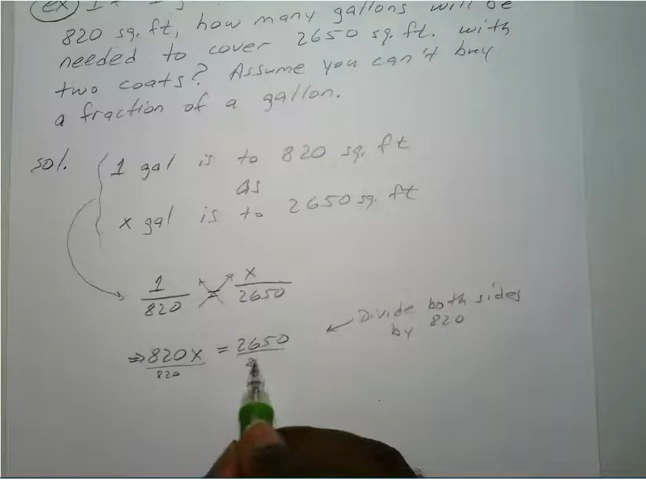 ex
how many gallons will be
820 sq. ft, needed to cover 2650 sq. ft. with
two coats? Assume you can't buy
a fraction of a gallon.
sol. 1 gal is to 820 sq. ft
as
x gal is to 2650 sq. ft
1/820 = x/2650
⇒ 820x/820 = 2650/8
Divide both sides
by 820